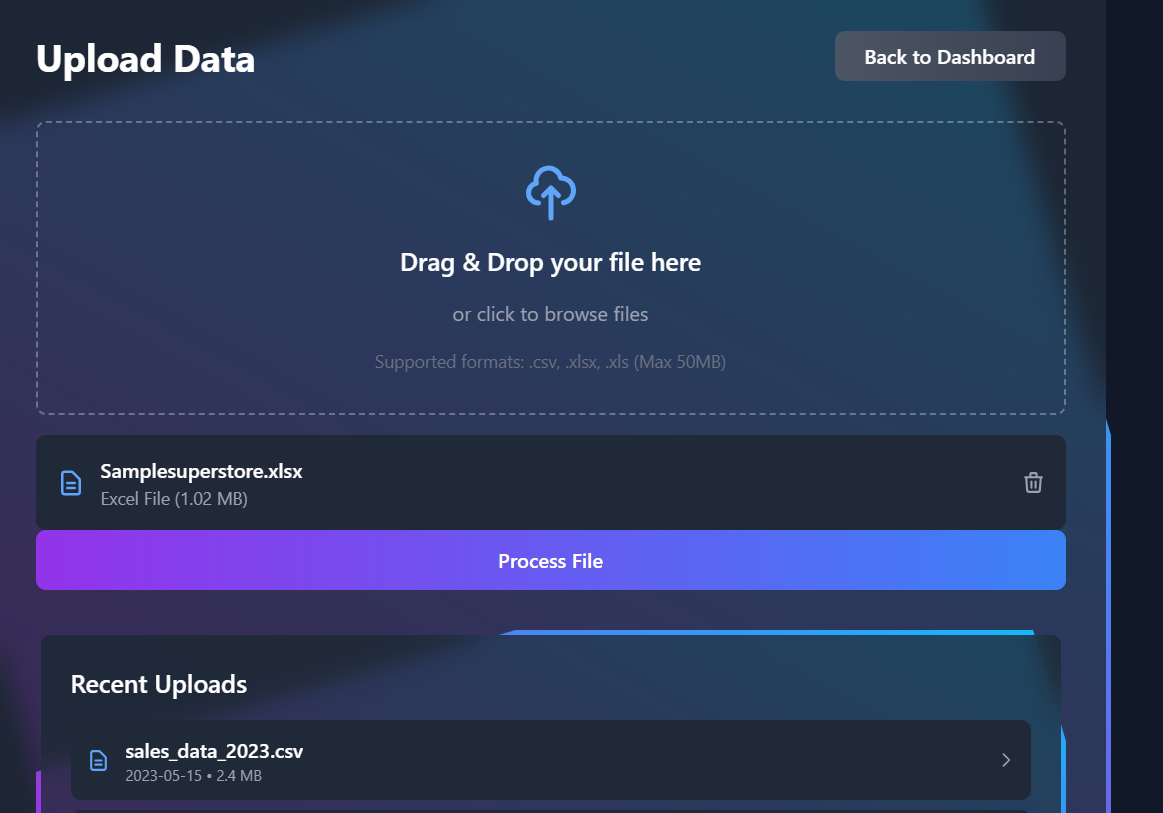 Upload Data
Back to Dashboard
Drag & Drop your file here
or click to browse files
Supported formats: .csv, .xlsx, .xls (Max 50MB)
Samplesuperstore.xlsx
Excel File (1.02 MB)
Process File
Recent Uploads
sales_data_2023.csv
2023-05-15 • 2.4 MB